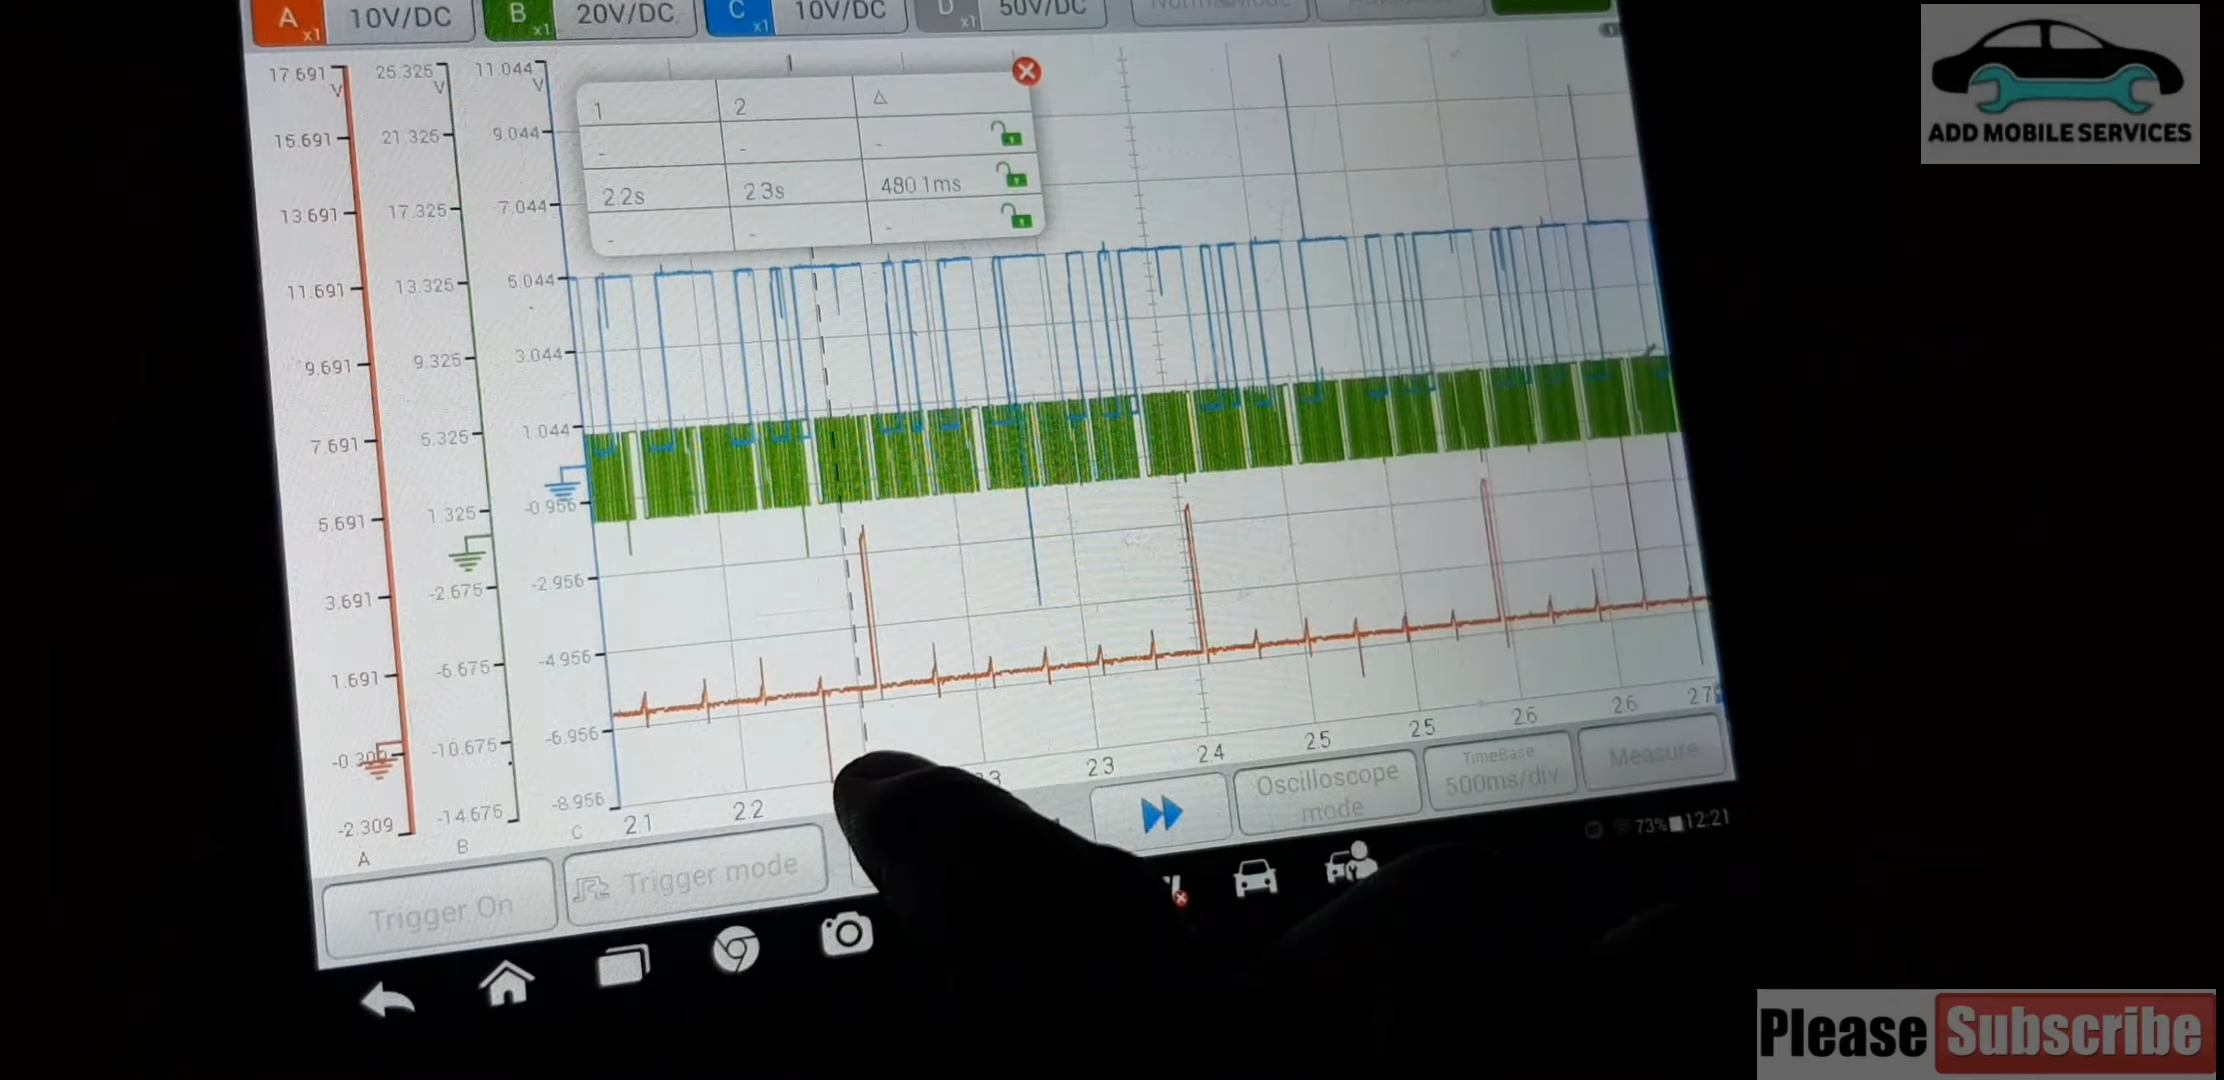 A x1 10V/DC B x1 20V/DC C x1 10V/DC D x1 50V/DC
17.691 25.325 11.044
V V V
15.691 21.325 9.044
13.691 17.325 7.044
11.691 13.325 5.044
9.691 9.325 3.044
7.691 5.325 1.044
5.691 1.325 -0.956
3.691 -2.675 -2.956
1.691 -6.675 -4.956
-10.675 -6.956
-2.309 -14.675 -8.956
A B C
1 2 △
- - -
2.2s 2.3s 480.1ms
- - -
2.1 2.2 2.3 2.4 2.5 2.5 2.6 2.6 2.7
Trigger On
Trigger mode
Oscilloscope mode
TimeBase
500ms/div
Measure
73% 12:21
ADD MOBILE SERVICES
Please Subscribe